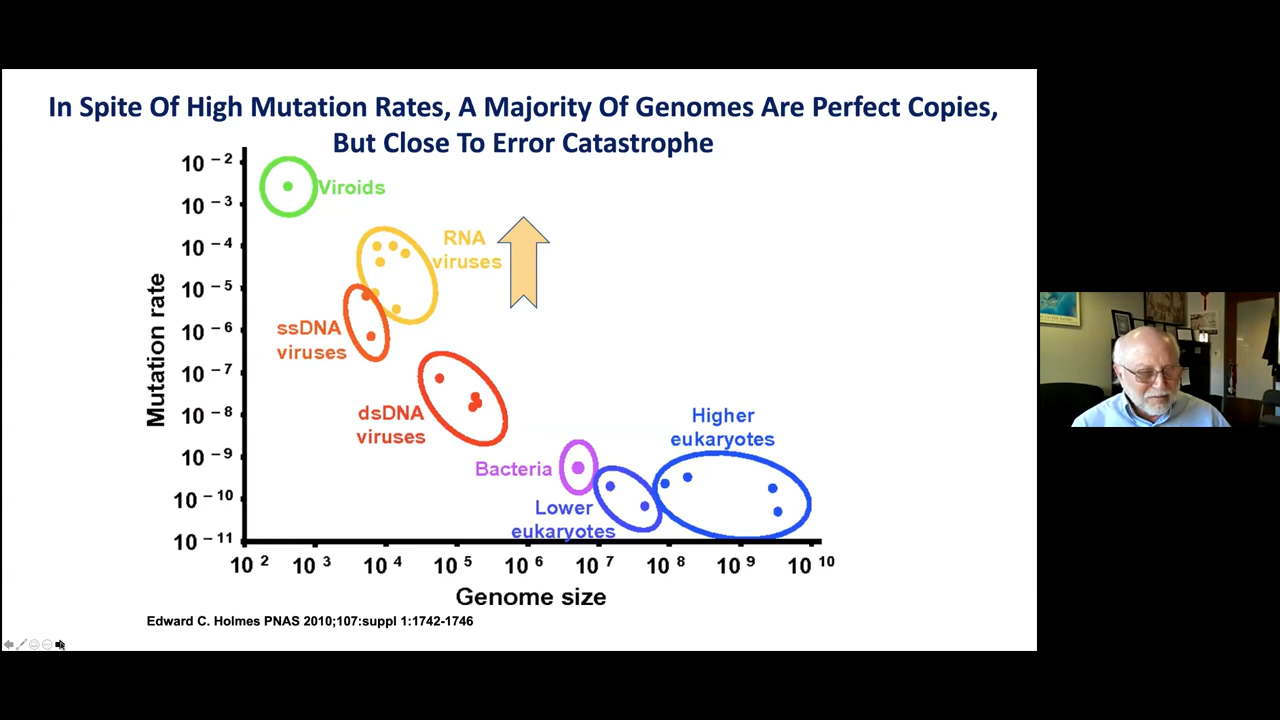 In Spite Of High Mutation Rates, A Majority Of Genomes Are Perfect Copies,
But Close To Error Catastrophe
Mutation rate
10 – 2
10 – 3
10 – 4
10 – 5
10 – 6
10 – 7
10 – 8
10 – 9
10 – 10
10 – 11
Viroids
RNA
viruses
ssDNA
viruses
dsDNA
viruses
Bacteria
Lower
eukaryotes
Higher
eukaryotes
10 2 10 3 10 4 10 5 10 6 10 7 10 8 10 9 10 10
Genome size
Edward C. Holmes PNAS 2010;107:suppl 1:1742-1746